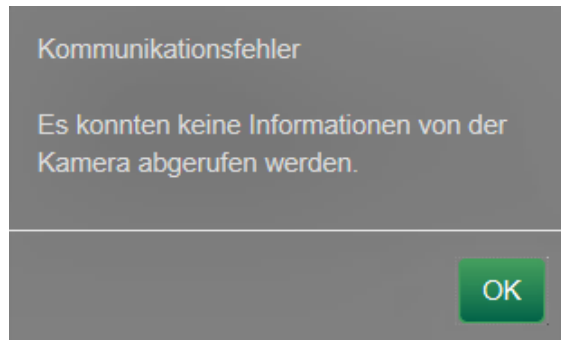 Kommunikationsfehler
Es konnten keine Informationen von der
Kamera abgerufen werden.
OK